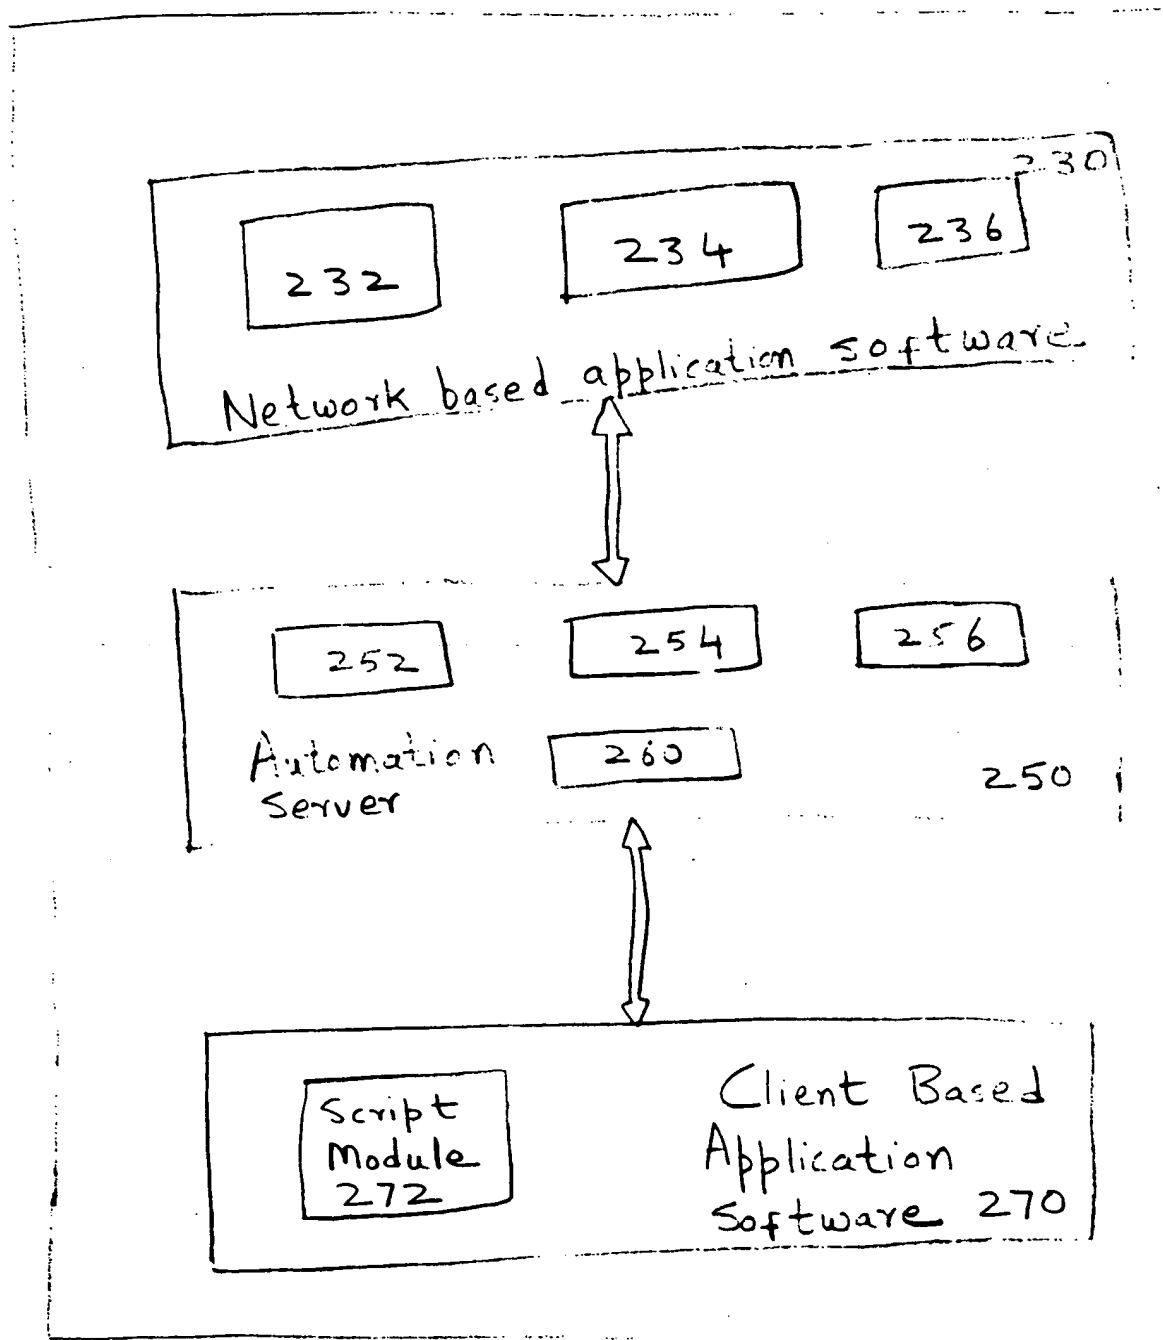 230
232
234
236
Network based application software
252
254
256
Automation
Server
260
250
Script
Module
272
Client Based
Application
Software 270